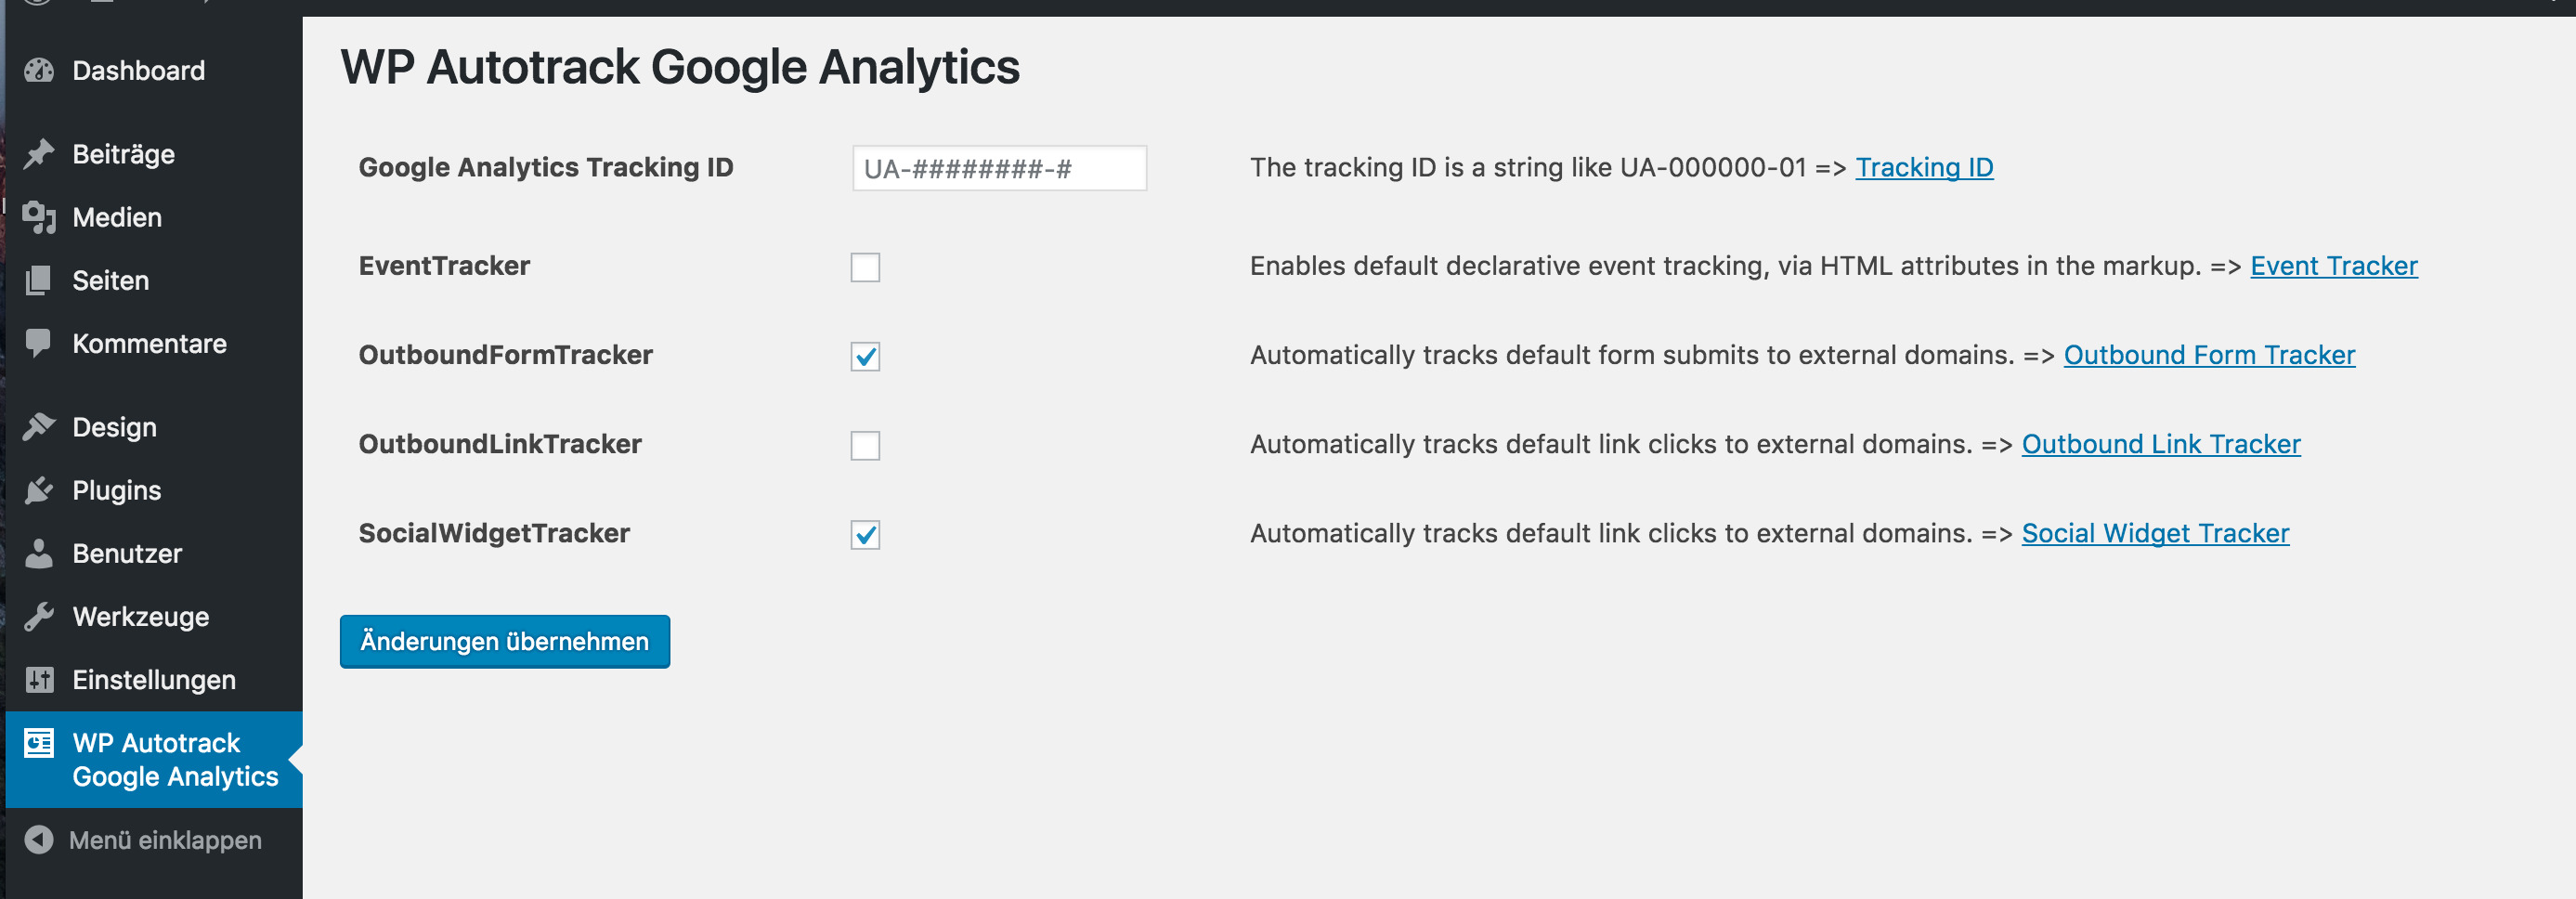 Dashboard
Beiträge
Medien
Seiten
Kommentare
Design
Plugins
Benutzer
Werkzeuge
Einstellungen
WP Autotrack
Google Analytics
Menü einklappen
WP Autotrack Google Analytics
Google Analytics Tracking ID UA-########-# The tracking ID is a string like UA-000000-01 => Tracking ID
EventTracker Enables default declarative event tracking, via HTML attributes in the markup. => Event Tracker
OutboundFormTracker Automatically tracks default form submits to external domains. => Outbound Form Tracker
OutboundLinkTracker Automatically tracks default link clicks to external domains. => Outbound Link Tracker
SocialWidgetTracker Automatically tracks default link clicks to external domains. => Social Widget Tracker
Änderungen übernehmen